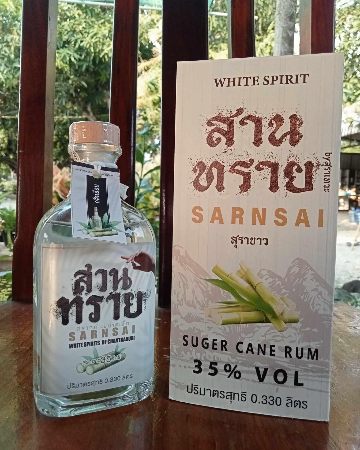 WHITE SPIRIT
สาน
ทราย
SARNSAI
สุราขาว
SUGER CANE RUM
35% VOL
ปริมาตรสุทธิ 0.330 ลิตร
สวน
ทราย
SARNSAI
WHITE SPIRITS OF CHANTHABURI
ปริมาตรสุทธิ 0.330 ลิตร